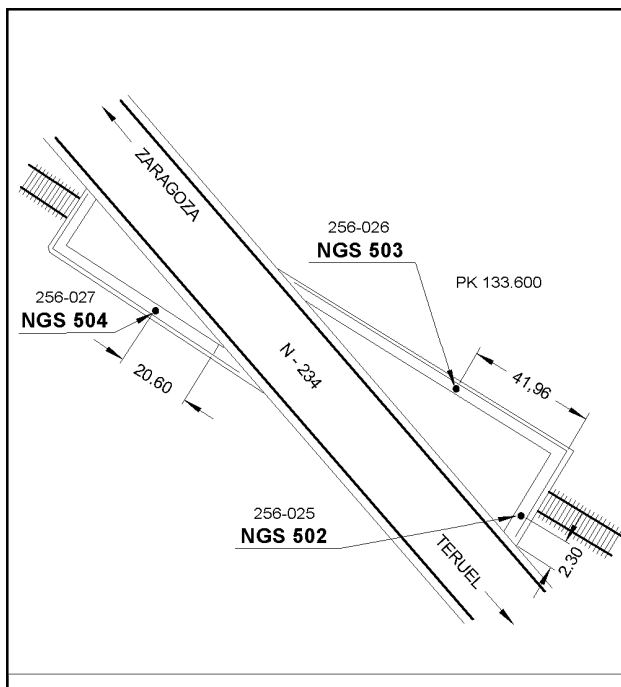 ZARAGOZA
256-026
NGS 503
PK 133.600
256-027
NGS 504
20.60
N - 234
41,96
256-025
NGS 502
TERUEL
2.30